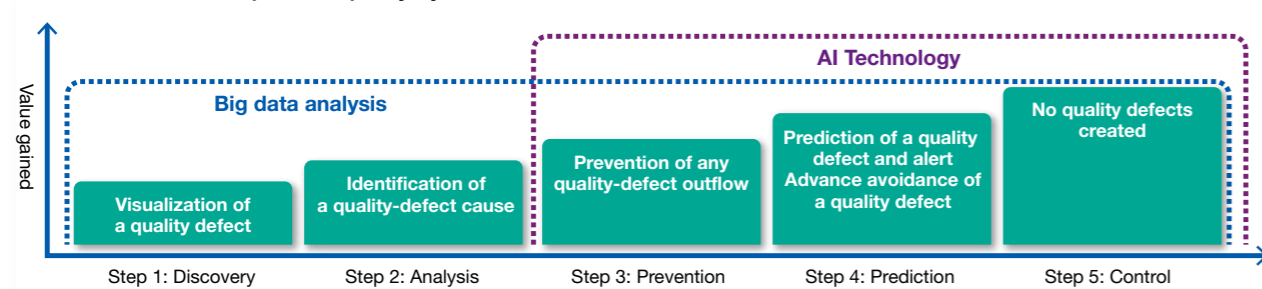 AI Technology
Big data analysis
Value gained
Visualization of
a quality defect
Identification of
a quality-defect cause
Prevention of any
quality-defect outflow
Prediction of a quality
defect and alert
Advance avoidance of
a quality defect
No quality defects
created
Step 1: Discovery
Step 2: Analysis
Step 3: Prevention
Step 4: Prediction
Step 5: Control